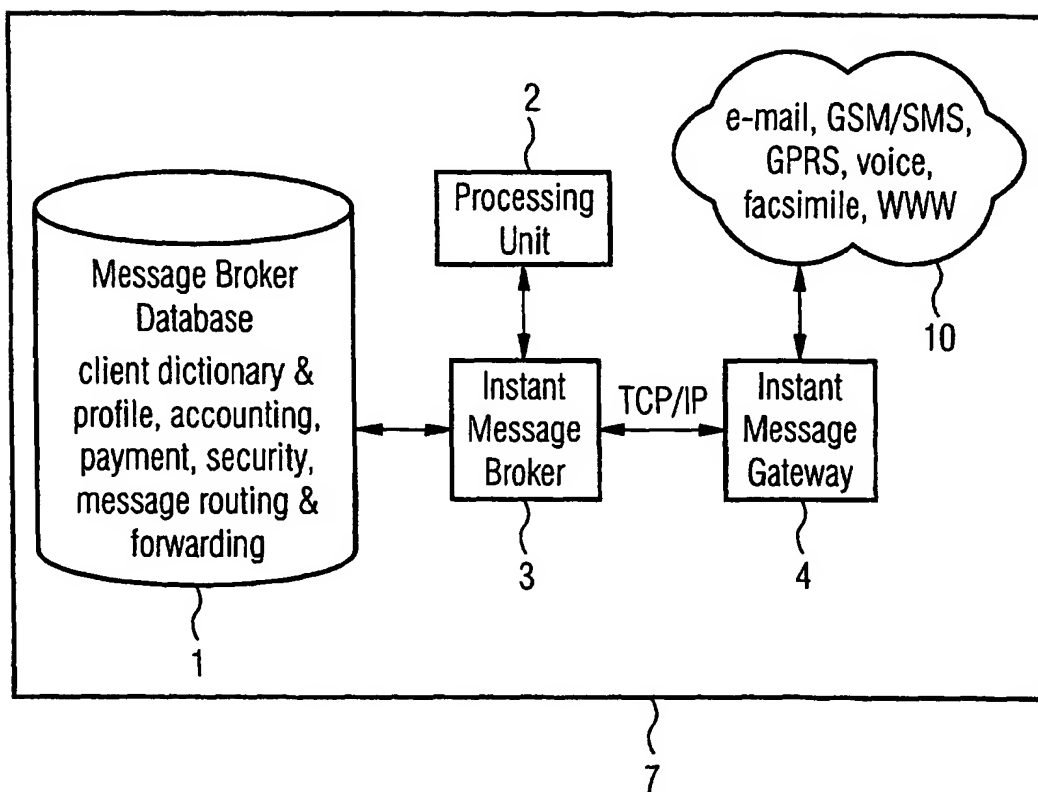 2
Processing
Unit
e-mail, GSM/SMS,
GPRS, voice,
facsimile, WWW
10
Message Broker
Database
client dictionary &
profile, accounting,
payment, security,
message routing &
forwarding
1
Instant
Message
Broker
3
TCP/IP
Instant
Message
Gateway
4
7